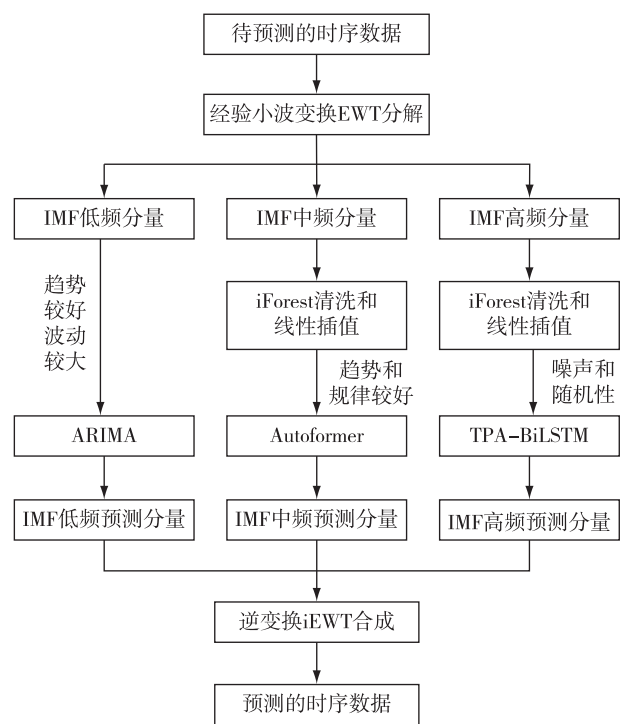 待预测的时序数据
经验小波变换EWT分解
IMF低频分量
IMF中频分量
IMF高频分量
趋势
较好
波动
较大
iForest清洗和
线性插值
iForest清洗和
线性插值
趋势和
规律较好
噪声和
随机性
ARIMA
Autoformer
TPA-BiLSTM
IMF低频预测分量
IMF中频预测分量
IMF高频预测分量
逆变换iEWT合成
预测的时序数据